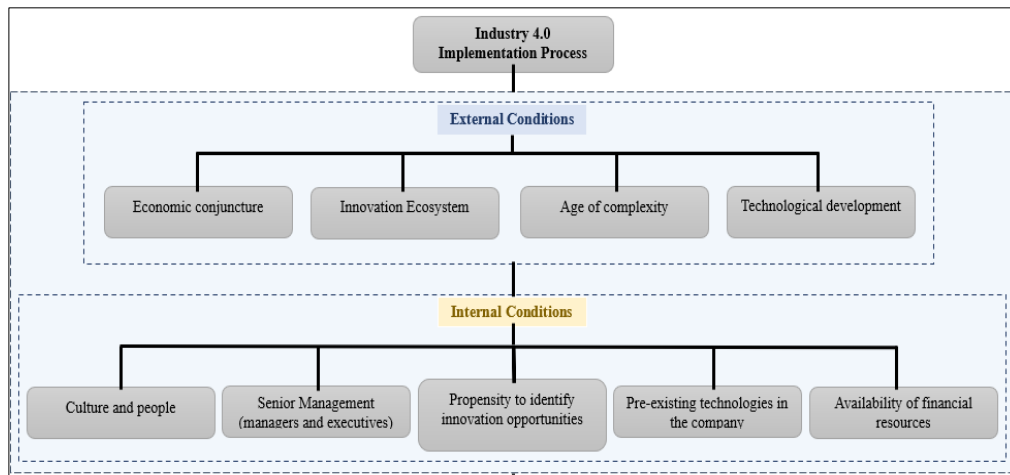 Industry 4.0
Implementation Process
External Conditions
Economic conjuncture
Innovation Ecosystem
Age of complexity
Technological development
Internal Conditions
Culture and people
Senior Management
(managers and executives)
Propensity to identify
innovation opportunities
Pre-existing technologies in
the company
Availability of financial
resources